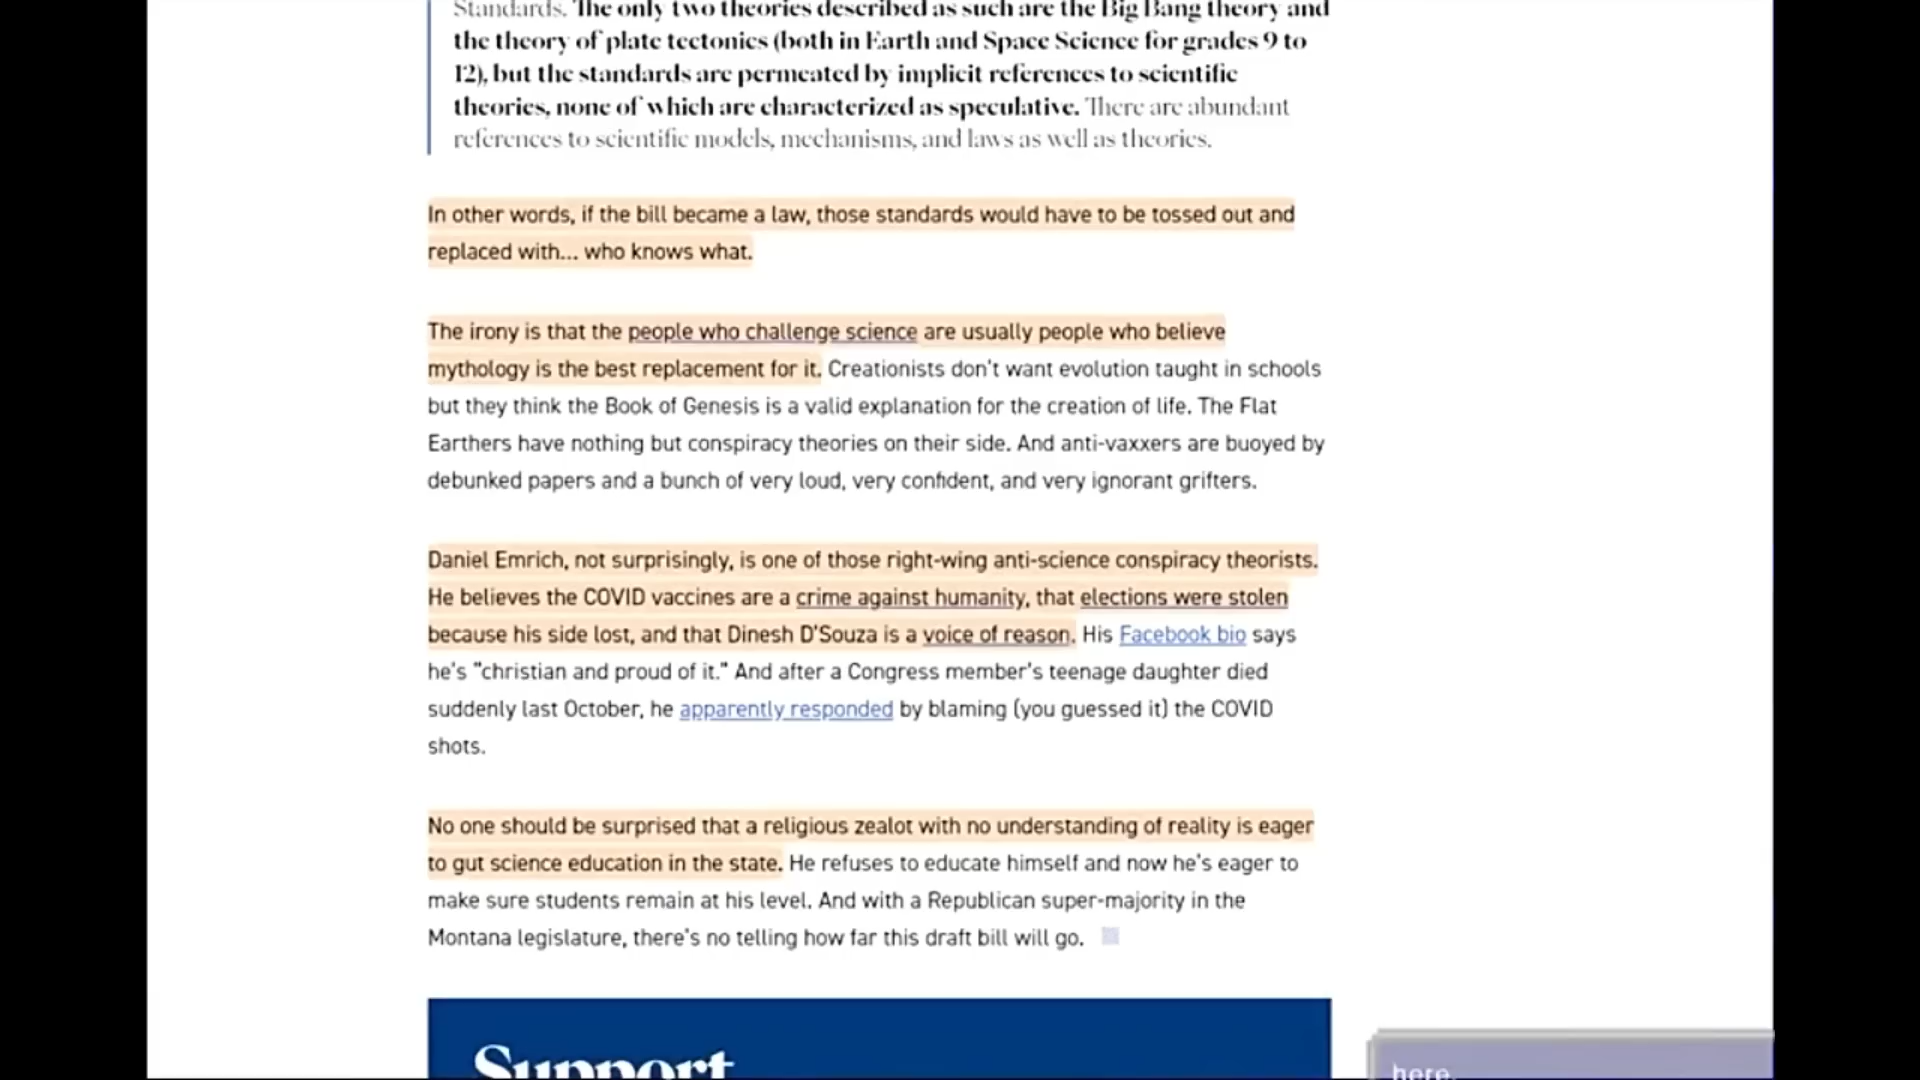 Standards. The only two theories described as such are the Big Bang theory and
the theory of plate tectonics (both in Earth and Space Science for grades 9 to
12), but the standards are permeated by implicit references to scientific
theories, none of which are characterized as speculative. There are abundant
references to scientific models, mechanisms, and laws as well as theories.
In other words, if the bill became a law, those standards would have to be tossed out and
replaced with... who knows what.
The irony is that the people who challenge science are usually people who believe
mythology is the best replacement for it. Creationists don't want evolution taught in schools
but they think the Book of Genesis is a valid explanation for the creation of life. The Flat
Earthers have nothing but conspiracy theories on their side. And anti-vaxxers are buoyed by
debunked papers and a bunch of very loud, very confident, and very ignorant grifters.
Daniel Emrich, not surprisingly, is one of those right-wing anti-science conspiracy theorists.
He believes the COVID vaccines are a crime against humanity, that elections were stolen
because his side lost, and that Dinesh D'Souza is a voice of reason. His Facebook bio says
he's "christian and proud of it." And after a Congress member's teenage daughter died
suddenly last October, he apparently responded by blaming (you guessed it) the COVID
shots.
No one should be surprised that a religious zealot with no understanding of reality is eager
to gut science education in the state. He refuses to educate himself and now he's eager to
make sure students remain at his level. And with a Republican super-majority in the
Montana legislature, there's no telling how far this draft bill will go.
Support
here.